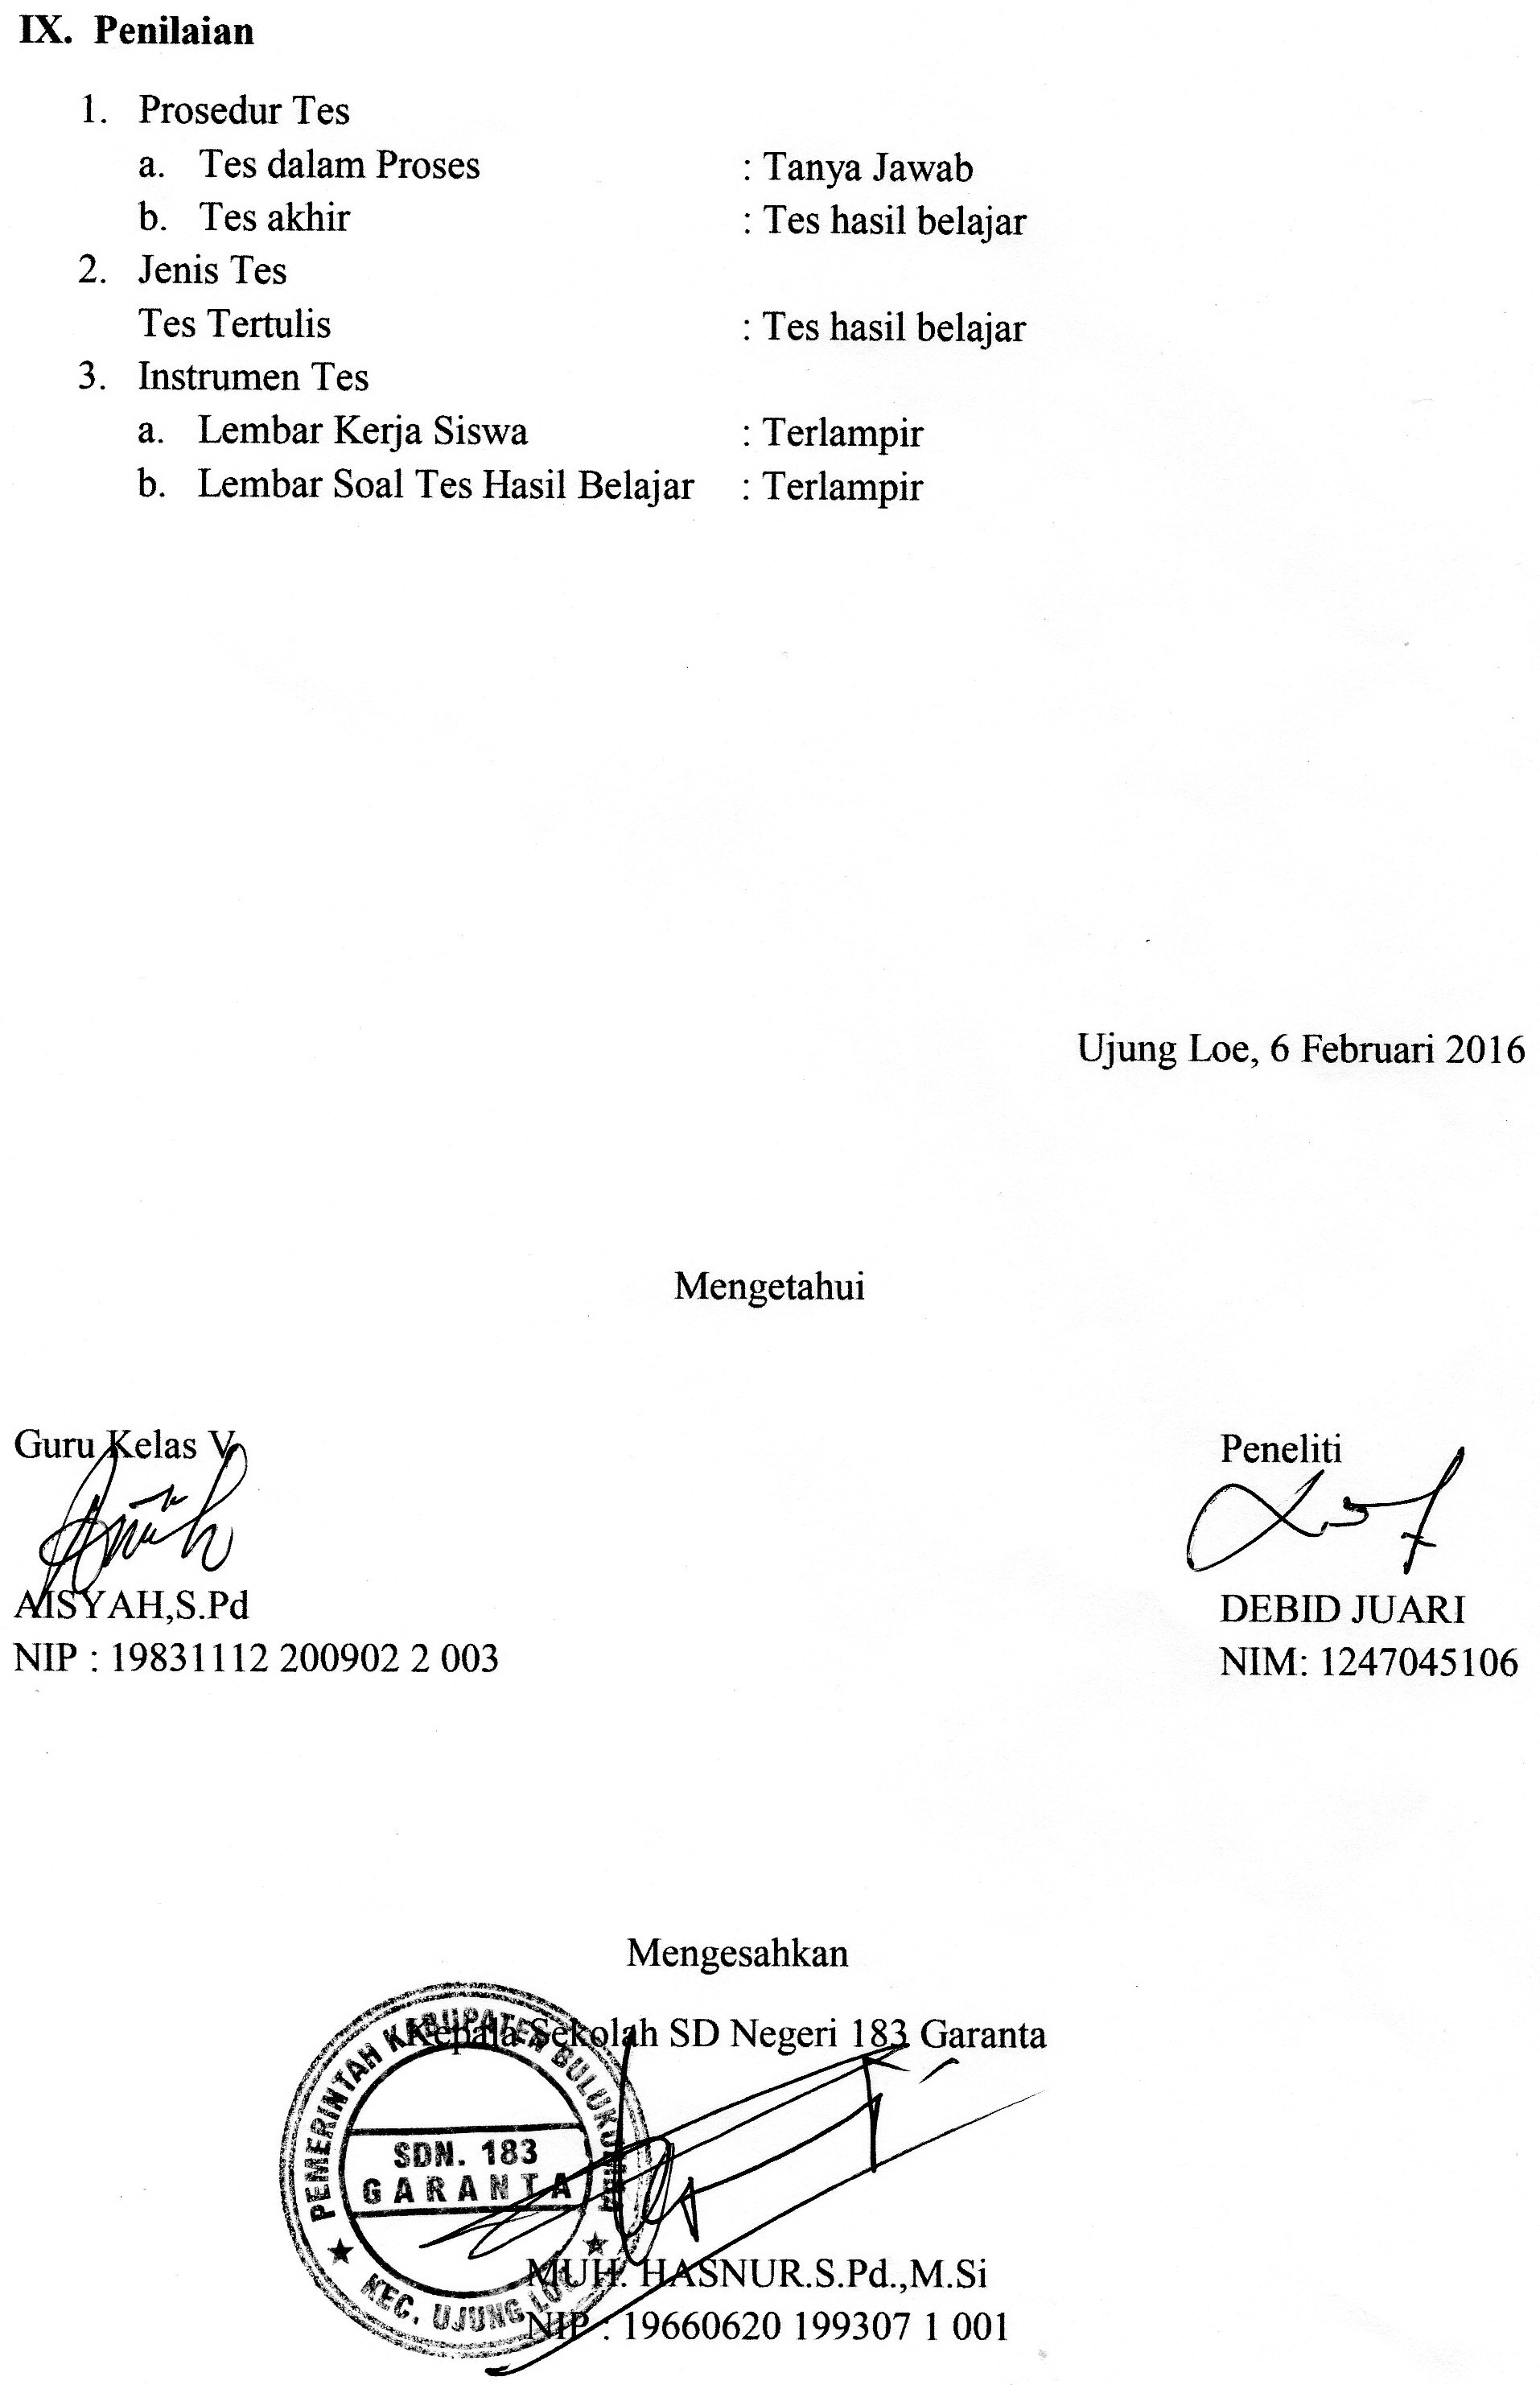 IX. Penilaian
1. Prosedur Tes
a. Tes dalam Proses : Tanya Jawab
b. Tes akhir : Tes hasil belajar
2. Jenis Tes
Tes Tertulis : Tes hasil belajar
3. Instrumen Tes
a. Lembar Kerja Siswa : Terlampir
b. Lembar Soal Tes Hasil Belajar : Terlampir
Ujung Loe, 6 Februari 2016
Mengetahui
Guru Kelas V
Peneliti
AISYAH,S.Pd
DEBID JUARI
NIP : 19831112 200902 2 003
NIM: 1247045106
Mengesahkan
Kepala Sekolah SD Negeri 183 Garanta
PEMERINTAH KABUPATEN BULUKUMBA
SDN. 183
GARANTA
KEC. UJUNG LOE
MUH. HASNUR.S.Pd.,M.Si
NIP : 19660620 199307 1 001